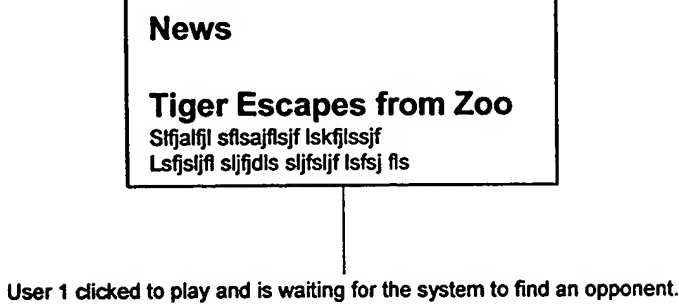 News
Tiger Escapes from Zoo
Slfjalfjl sflsajflsjf lskfjlssjf
Lsfjsljfl sljfjdls sljfsljf lsfsj fls
User 1 clicked to play and is waiting for the system to find an opponent.